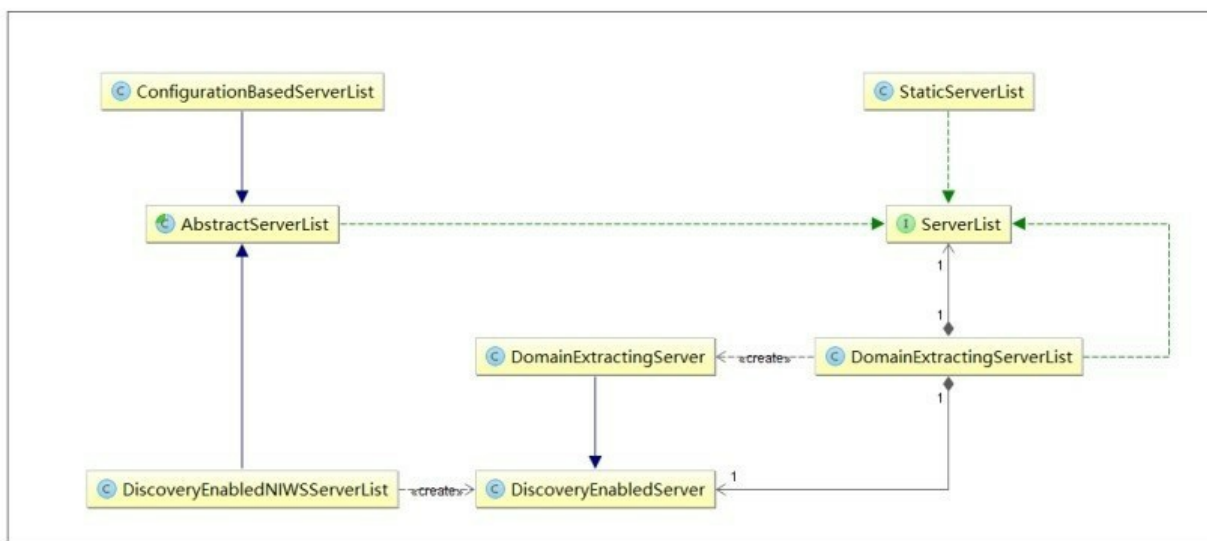 C ConfigurationBasedServerList
C StaticServerList
C AbstractServerList
I ServerList
1
1
C DomainExtractingServer
«create»
C DomainExtractingServerList
1
1
C DiscoveryEnabledNIWSServerList
«create»
C DiscoveryEnabledServer